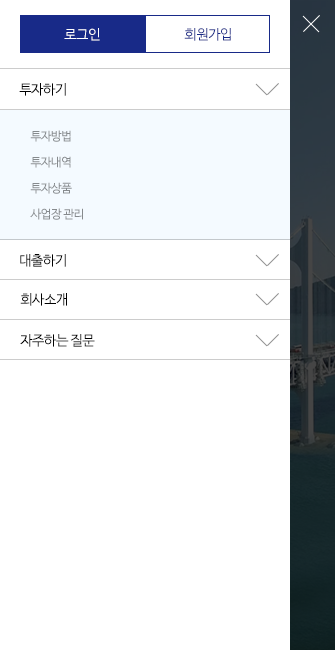 로그인 회원가입
투자하기
투자방법
투자내역
투자상품
사업장 관리
대출하기
회사소개
자주하는 질문